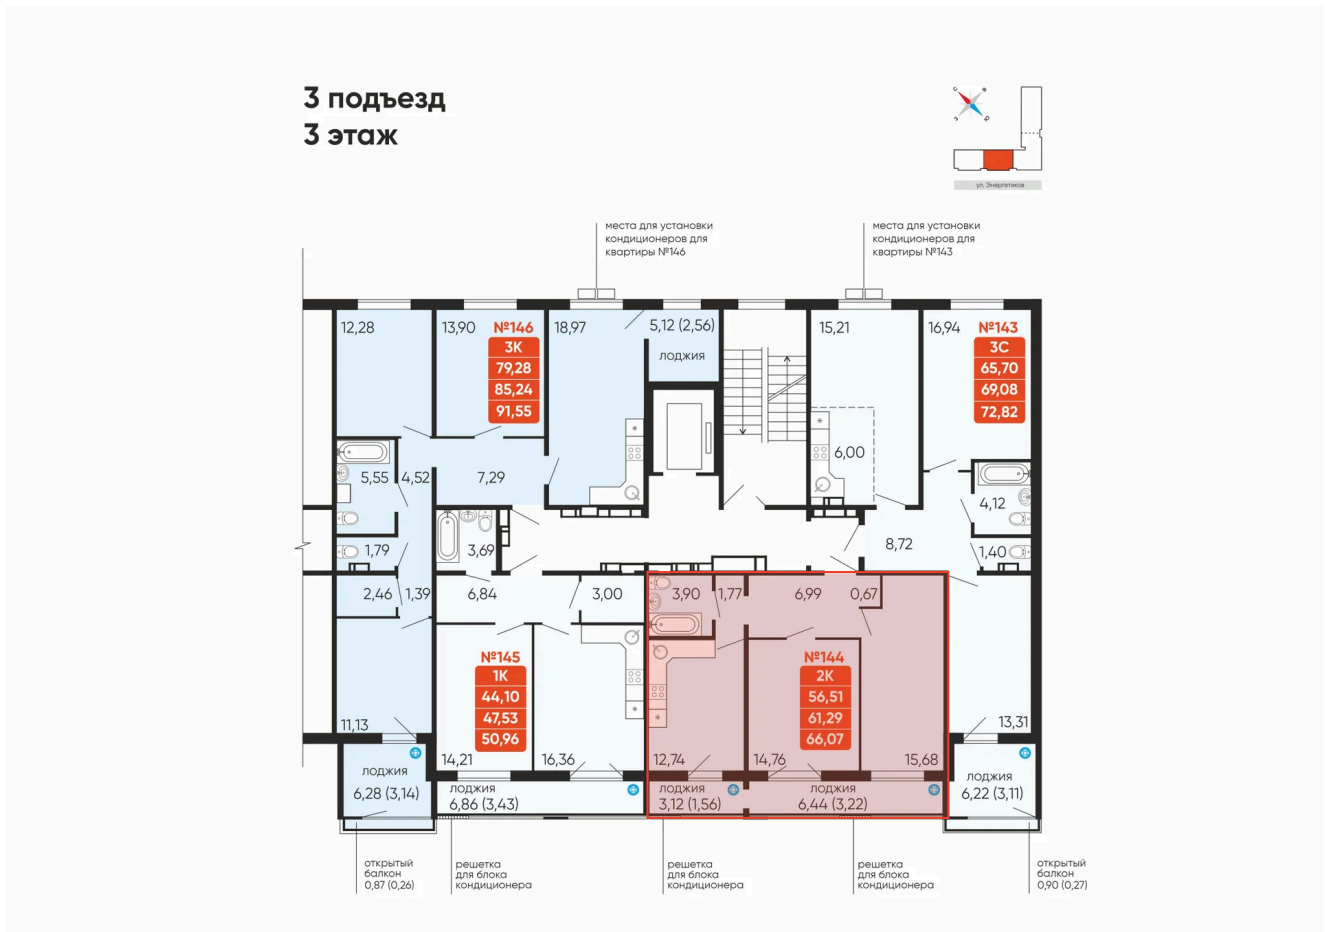 3 подъезд
3 этаж
С
В
З
Ю
ул. Энергетиков
места для установки
кондиционеров для
квартиры №146
места для установки
кондиционеров для
квартиры №143
12,28
13,90
№146
3К
79,28
85,24
91,55
18,97
5,12 (2,56)
лоджия
15,21
6,00
16,94
№143
3С
65,70
69,08
72,82
5,55
4,52
7,29
4,12
1,79
3,69
8,72
1,40
2,46
1,39
6,84
3,00
3,90
1,77
6,99
0,67
№145
1К
44,10
47,53
50,96
№144
2К
56,51
61,29
66,07
11,13
14,21
16,36
12,74
14,76
15,68
13,31
лоджия
6,28 (3,14)
лоджия
6,86 (3,43)
лоджия
3,12 (1,56)
лоджия
6,44 (3,22)
лоджия
6,22 (3,11)
открытый
балкон
0,87 (0,26)
решетка
для блока
кондиционера
решетка
для блока
кондиционера
решетка
для блока
кондиционера
открытый
балкон
0,90 (0,27)